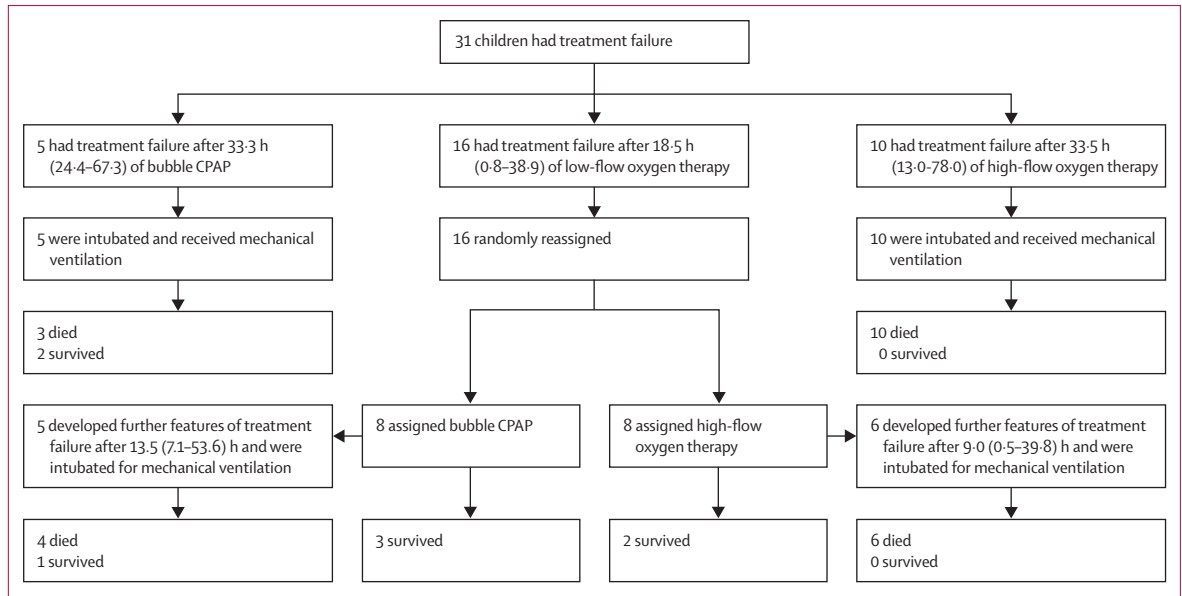 31 children had treatment failure
5 had treatment failure after 33·3 h
(24·4–67·3) of bubble CPAP
16 had treatment failure after 18·5 h
(0·8–38·9) of low-flow oxygen therapy
10 had treatment failure after 33·5 h
(13·0-78·0) of high-flow oxygen therapy
5 were intubated and received mechanical
ventilation
16 randomly reassigned
10 were intubated and received mechanical
ventilation
3 died
2 survived
10 died
0 survived
5 developed further features of treatment
failure after 13.5 (7.1–53.6) h and were
intubated for mechanical ventilation
8 assigned bubble CPAP
8 assigned high-flow
oxygen therapy
6 developed further features of treatment
failure after 9·0 (0·5–39·8) h and were
intubated for mechanical ventilation
4 died
1 survived
3 survived
2 survived
6 died
0 survived